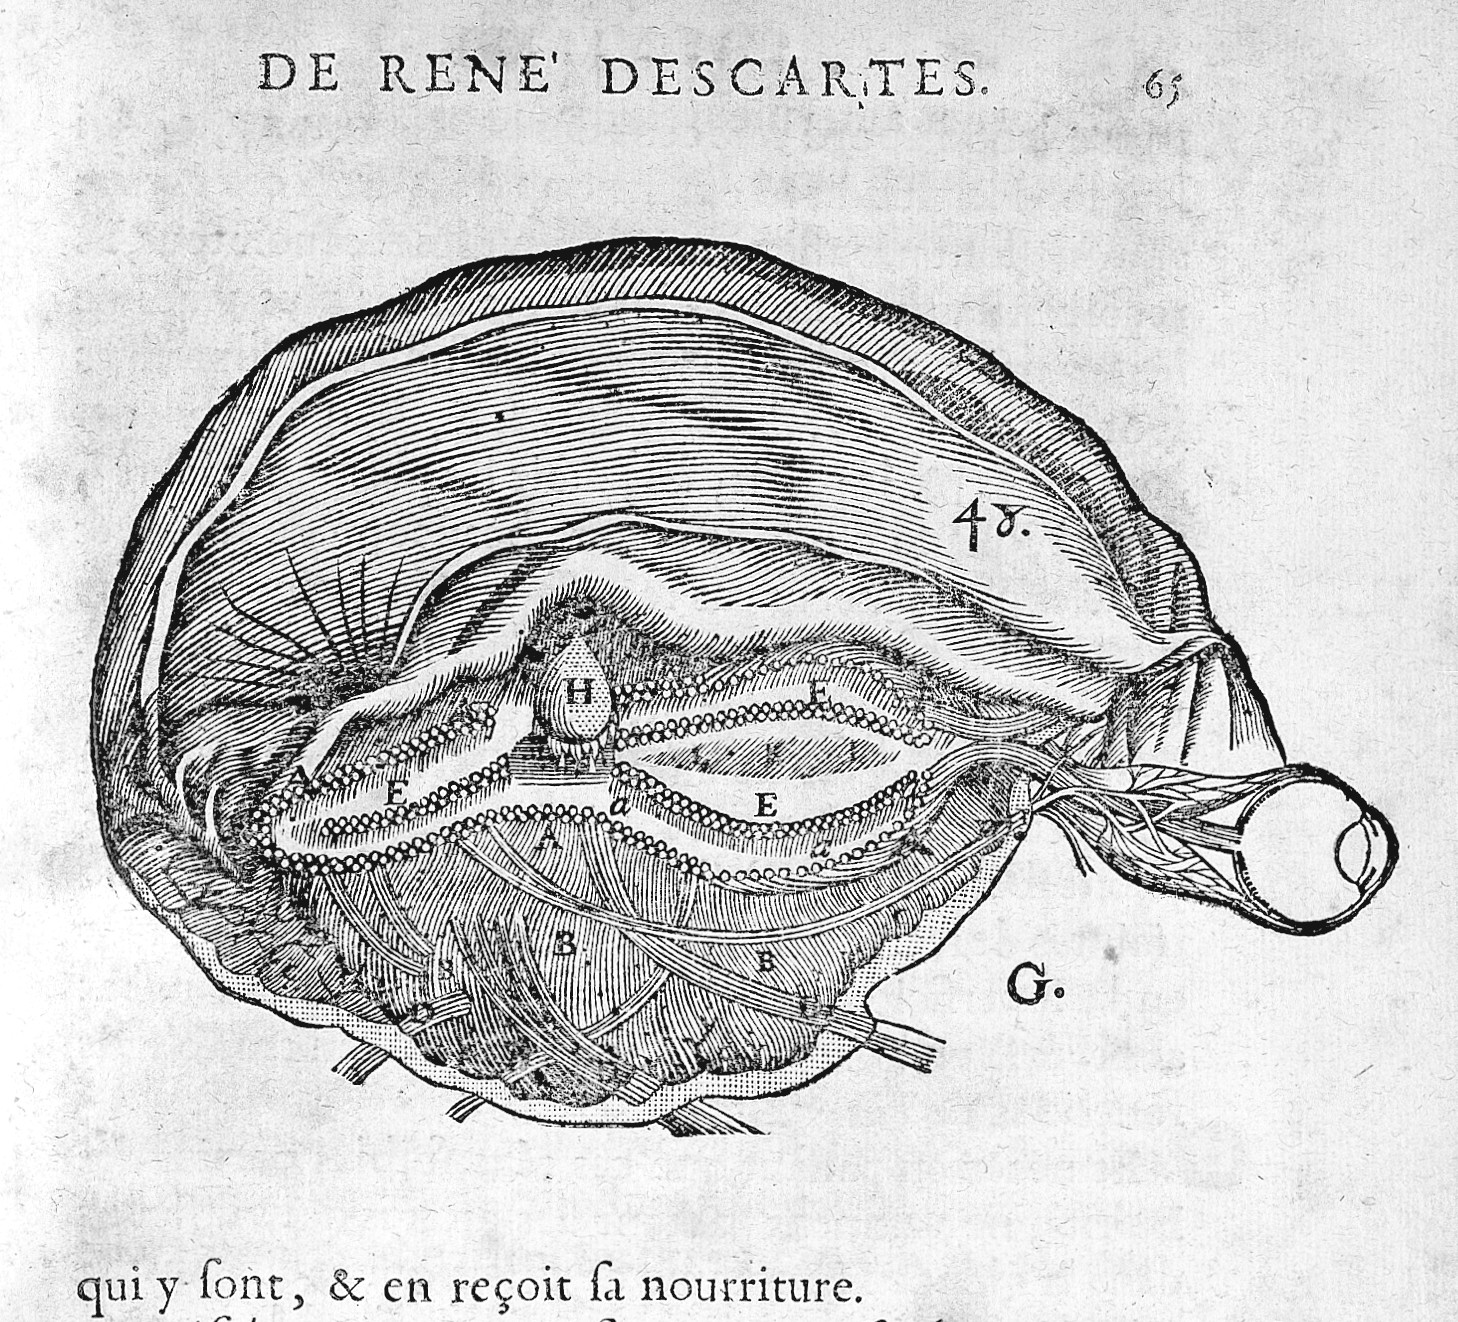 DE RENE' DESCARTES. 65
48.
H
E
A
E
E
a
A
a
B
B
B
D
G.
qui y ſont, & en reçoit ſa nourriture.